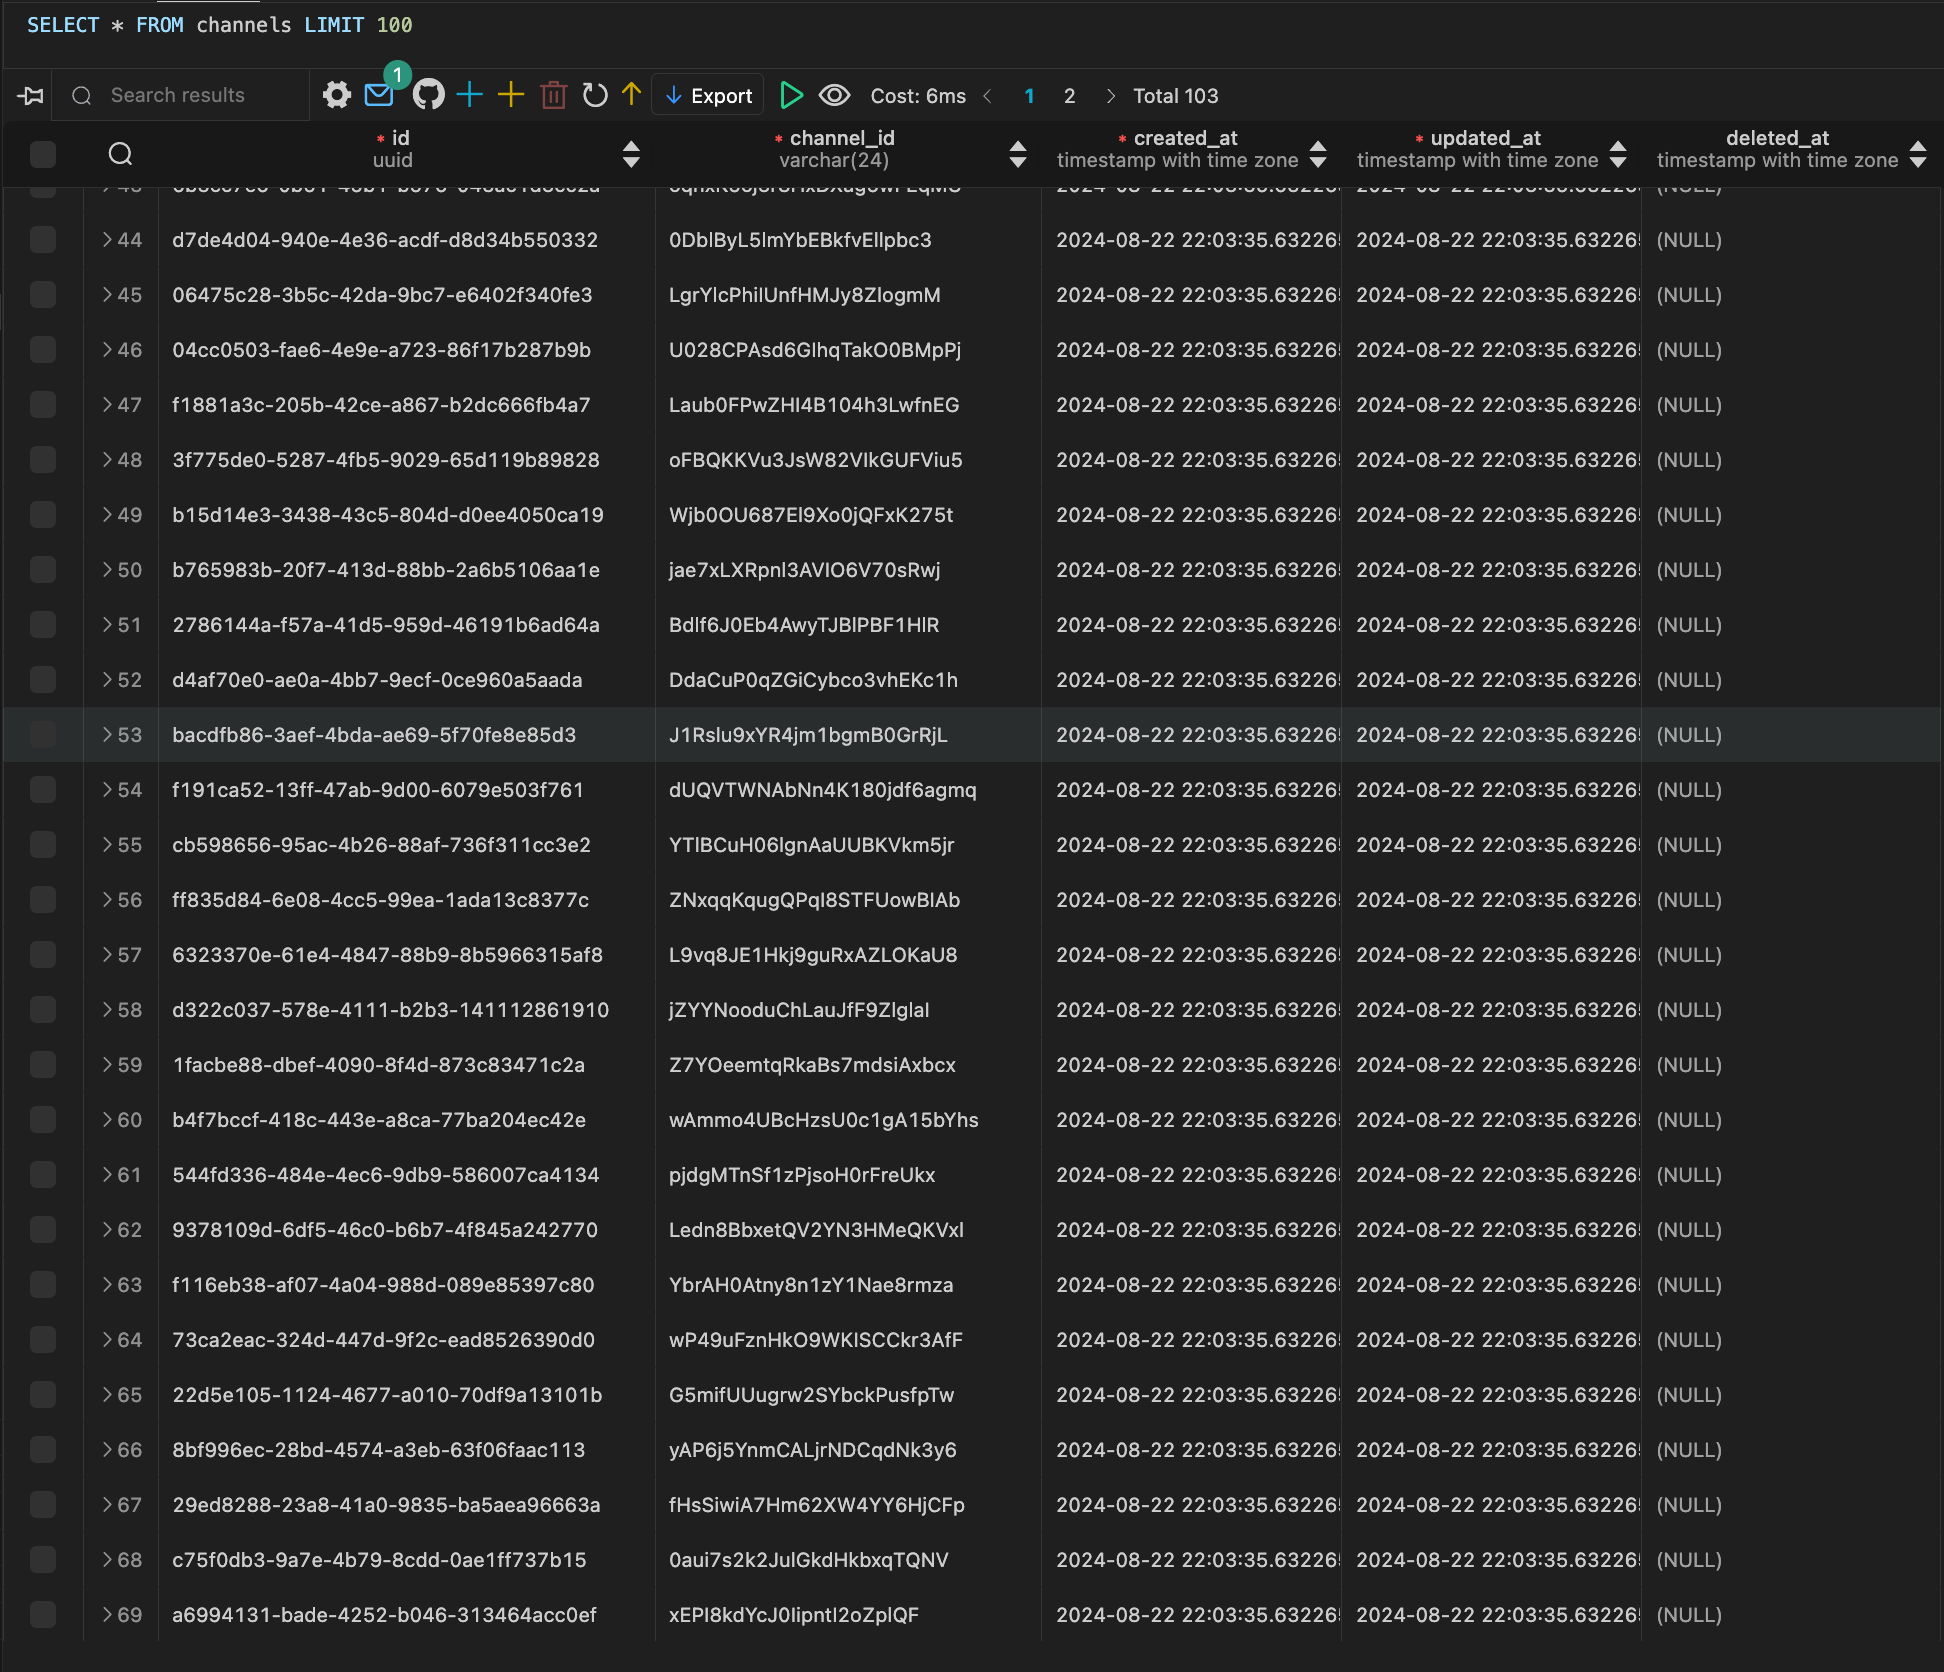 SELECT * FROM channels LIMIT 100
1
Search results Export Cost: 6ms 1 2 Total 103
* id * channel_id * created_at * updated_at deleted_at
uuid varchar(24) timestamp with time zone timestamp with time zone timestamp with time zone
44 d7de4d04-940e-4e36-acdf-d8d34b550332 0DblByL5lmYbEBkfvEllpbc3 2024-08-22 22:03:35.63226 2024-08-22 22:03:35.63226 (NULL)
45 06475c28-3b5c-42da-9bc7-e6402f340fe3 LgrYlcPhilUnfHMJy8ZlogmM 2024-08-22 22:03:35.63226 2024-08-22 22:03:35.63226 (NULL)
46 04cc0503-fae6-4e9e-a723-86f17b287b9b U028CPAsd6GlhqTakO0BMpPj 2024-08-22 22:03:35.63226 2024-08-22 22:03:35.63226 (NULL)
47 f1881a3c-205b-42ce-a867-b2dc666fb4a7 Laub0FPwZHI4B104h3LwfnEG 2024-08-22 22:03:35.63226 2024-08-22 22:03:35.63226 (NULL)
48 3f775de0-5287-4fb5-9029-65d119b89828 oFBQKKVu3JsW82VlkGUFViu5 2024-08-22 22:03:35.63226 2024-08-22 22:03:35.63226 (NULL)
49 b15d14e3-3438-43c5-804d-d0ee4050ca19 Wjb0OU687El9Xo0jQFxK275t 2024-08-22 22:03:35.63226 2024-08-22 22:03:35.63226 (NULL)
50 b765983b-20f7-413d-88bb-2a6b5106aa1e jae7xLXRpnl3AVIO6V70sRwj 2024-08-22 22:03:35.63226 2024-08-22 22:03:35.63226 (NULL)
51 2786144a-f57a-41d5-959d-46191b6ad64a Bdlf6J0Eb4AwyTJBlPBF1HlR 2024-08-22 22:03:35.63226 2024-08-22 22:03:35.63226 (NULL)
52 d4af70e0-ae0a-4bb7-9ecf-0ce960a5aada DdaCuP0qZGiCybco3vhEKc1h 2024-08-22 22:03:35.63226 2024-08-22 22:03:35.63226 (NULL)
53 bacdfb86-3aef-4bda-ae69-5f70fe8e85d3 J1Rslu9xYR4jm1bgmB0GrRjL 2024-08-22 22:03:35.63226 2024-08-22 22:03:35.63226 (NULL)
54 f191ca52-13ff-47ab-9d00-6079e503f761 dUQVTWNAbNn4K180jdf6agmq 2024-08-22 22:03:35.63226 2024-08-22 22:03:35.63226 (NULL)
55 cb598656-95ac-4b26-88af-736f311cc3e2 YTlBCuH06lgnAaUUBKVkm5jr 2024-08-22 22:03:35.63226 2024-08-22 22:03:35.63226 (NULL)
56 ff835d84-6e08-4cc5-99ea-1ada13c8377c ZNxqqKqugQPql8STFUowBlAb 2024-08-22 22:03:35.63226 2024-08-22 22:03:35.63226 (NULL)
57 6323370e-61e4-4847-88b9-8b5966315af8 L9vq8JE1Hkj9guRxAZLOKaU8 2024-08-22 22:03:35.63226 2024-08-22 22:03:35.63226 (NULL)
58 d322c037-578e-4111-b2b3-141112861910 jZYYNooduChLauJfF9Zlglal 2024-08-22 22:03:35.63226 2024-08-22 22:03:35.63226 (NULL)
59 1facbe88-dbef-4090-8f4d-873c83471c2a Z7YOeemtqRkaBs7mdsiAxbcx 2024-08-22 22:03:35.63226 2024-08-22 22:03:35.63226 (NULL)
60 b4f7bccf-418c-443e-a8ca-77ba204ec42e wAmmo4UBcHzsU0c1gA15bYhs 2024-08-22 22:03:35.63226 2024-08-22 22:03:35.63226 (NULL)
61 544fd336-484e-4ec6-9db9-586007ca4134 pjdgMTnSf1zPjsoH0rFreUkx 2024-08-22 22:03:35.63226 2024-08-22 22:03:35.63226 (NULL)
62 9378109d-6df5-46c0-b6b7-4f845a242770 Ledn8BbxetQV2YN3HMeQKVxl 2024-08-22 22:03:35.63226 2024-08-22 22:03:35.63226 (NULL)
63 f116eb38-af07-4a04-988d-089e85397c80 YbrAH0Atny8n1zY1Nae8rmza 2024-08-22 22:03:35.63226 2024-08-22 22:03:35.63226 (NULL)
64 73ca2eac-324d-447d-9f2c-ead8526390d0 wP49uFznHkO9WKlSCCkr3AfF 2024-08-22 22:03:35.63226 2024-08-22 22:03:35.63226 (NULL)
65 22d5e105-1124-4677-a010-70df9a13101b G5mifUUugrw2SYbckPusfpTw 2024-08-22 22:03:35.63226 2024-08-22 22:03:35.63226 (NULL)
66 8bf996ec-28bd-4574-a3eb-63f06faac113 yAP6j5YnmCALjrNDCqdNk3y6 2024-08-22 22:03:35.63226 2024-08-22 22:03:35.63226 (NULL)
67 29ed8288-23a8-41a0-9835-ba5aea96663a fHsSiwiA7Hm62XW4YY6HjCFp 2024-08-22 22:03:35.63226 2024-08-22 22:03:35.63226 (NULL)
68 c75f0db3-9a7e-4b79-8cdd-0ae1ff737b15 0aui7s2k2JulGkdHkbxqTQNV 2024-08-22 22:03:35.63226 2024-08-22 22:03:35.63226 (NULL)
69 a6994131-bade-4252-b046-313464acc0ef xEPI8kdYcJ0lipntl2oZplQF 2024-08-22 22:03:35.63226 2024-08-22 22:03:35.63226 (NULL)